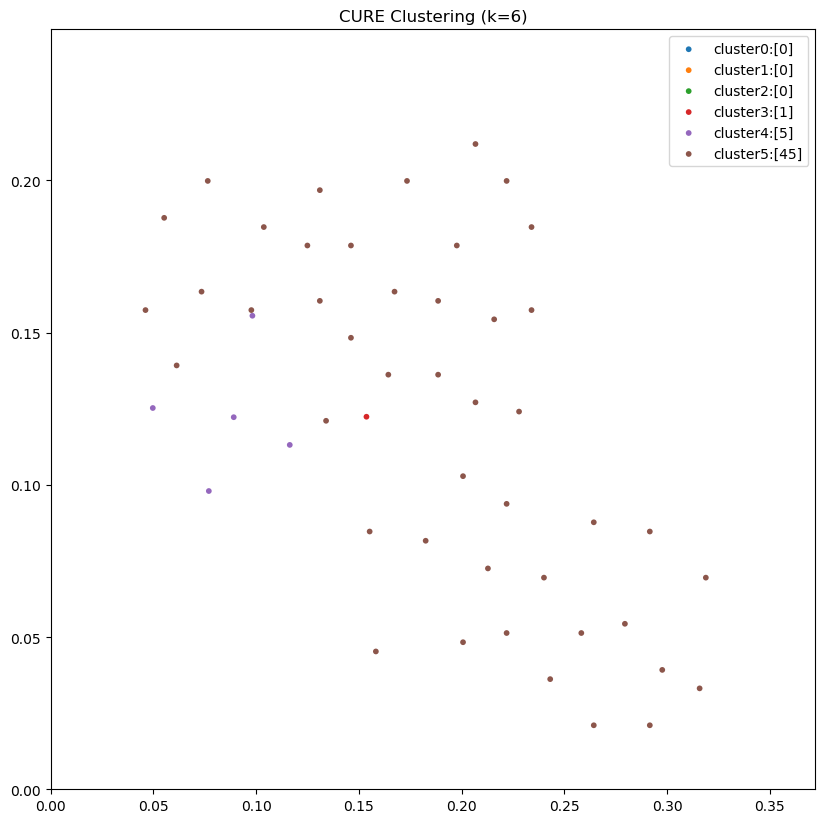 CURE Clustering (k=6)
cluster0:[0]
cluster1:[0]
cluster2:[0]
cluster3:[1]
cluster4:[5]
cluster5:[45]
0.20
0.15
0.10
0.05
0.00
0.00 0.05 0.10 0.15 0.20 0.25 0.30 0.35